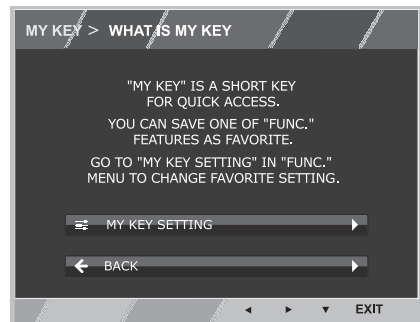 MY KEY > WHAT IS MY KEY
"MY KEY" IS A SHORT KEY
FOR QUICK ACCESS.
YOU CAN SAVE ONE OF "FUNC."
FEATURES AS FAVORITE.
GO TO "MY KEY SETTING" IN "FUNC."
MENU TO CHANGE FAVORITE SETTING.
MY KEY SETTING
BACK
EXIT